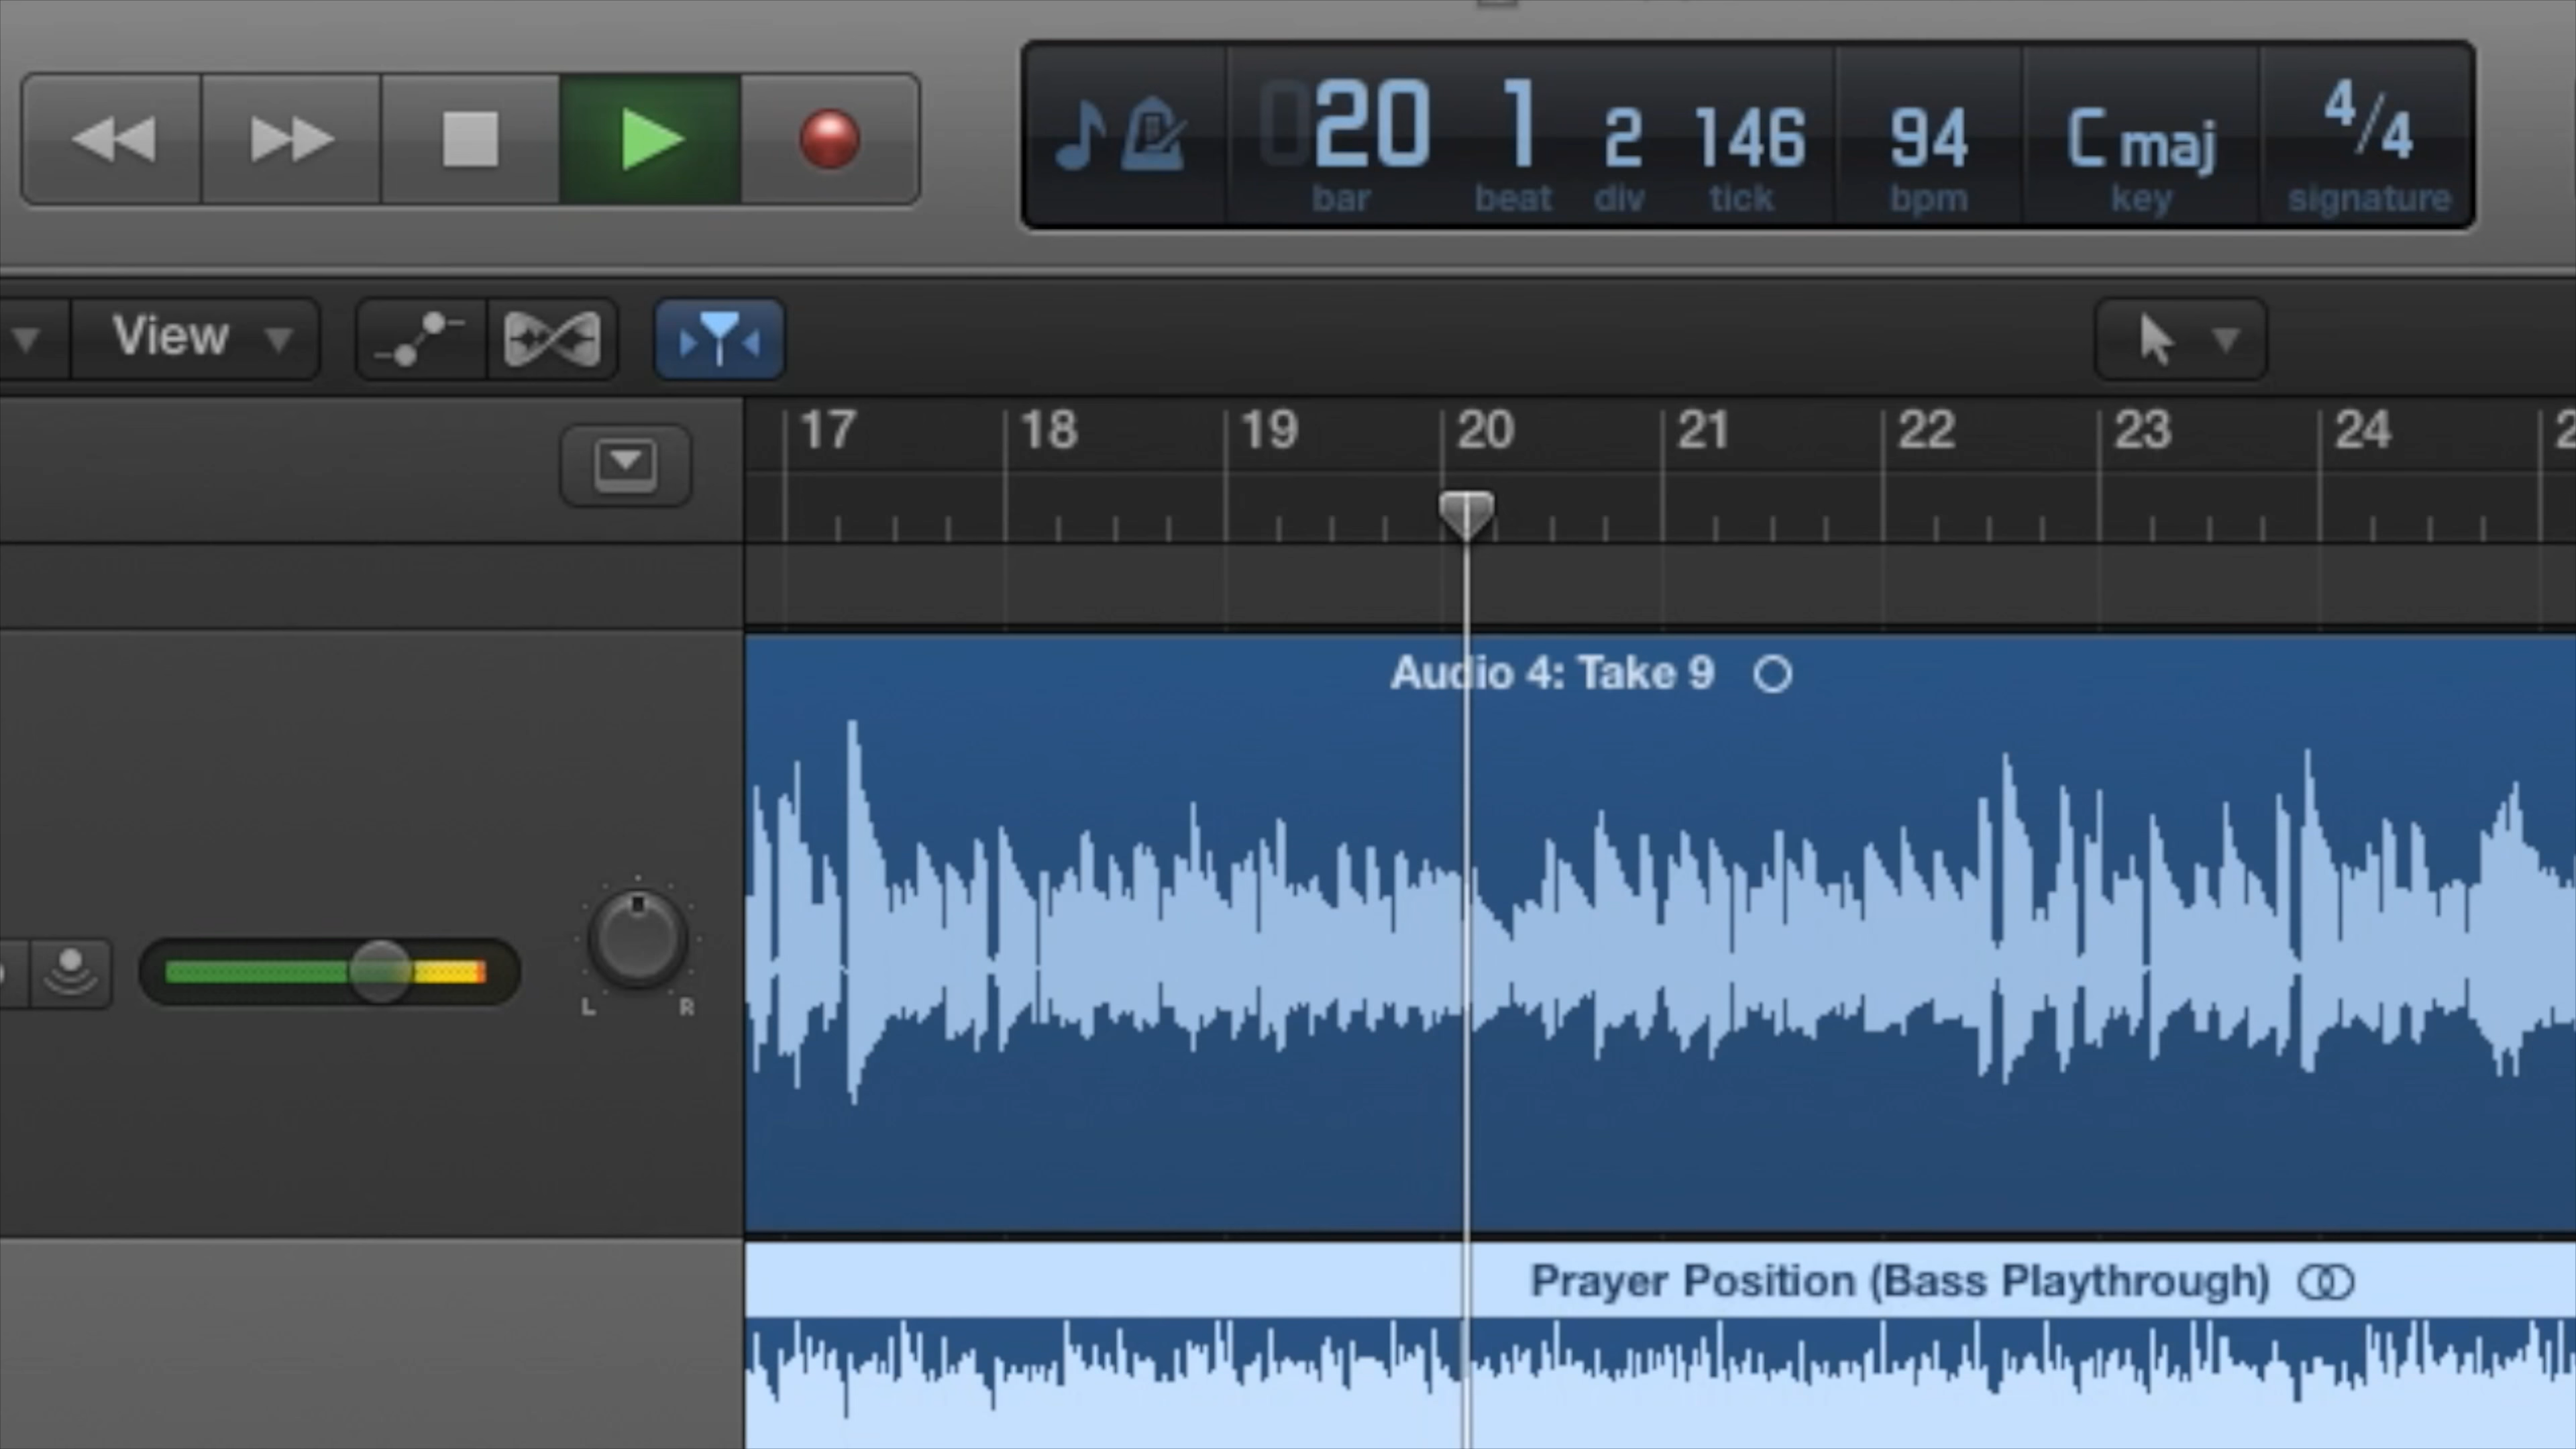 020 1 2 146 94 C maj 4/4
bar beat div tick bpm key signature
View
17 18 19 20 21 22 23 24
Audio 4: Take 9
L R
Prayer Position (Bass Playthrough)